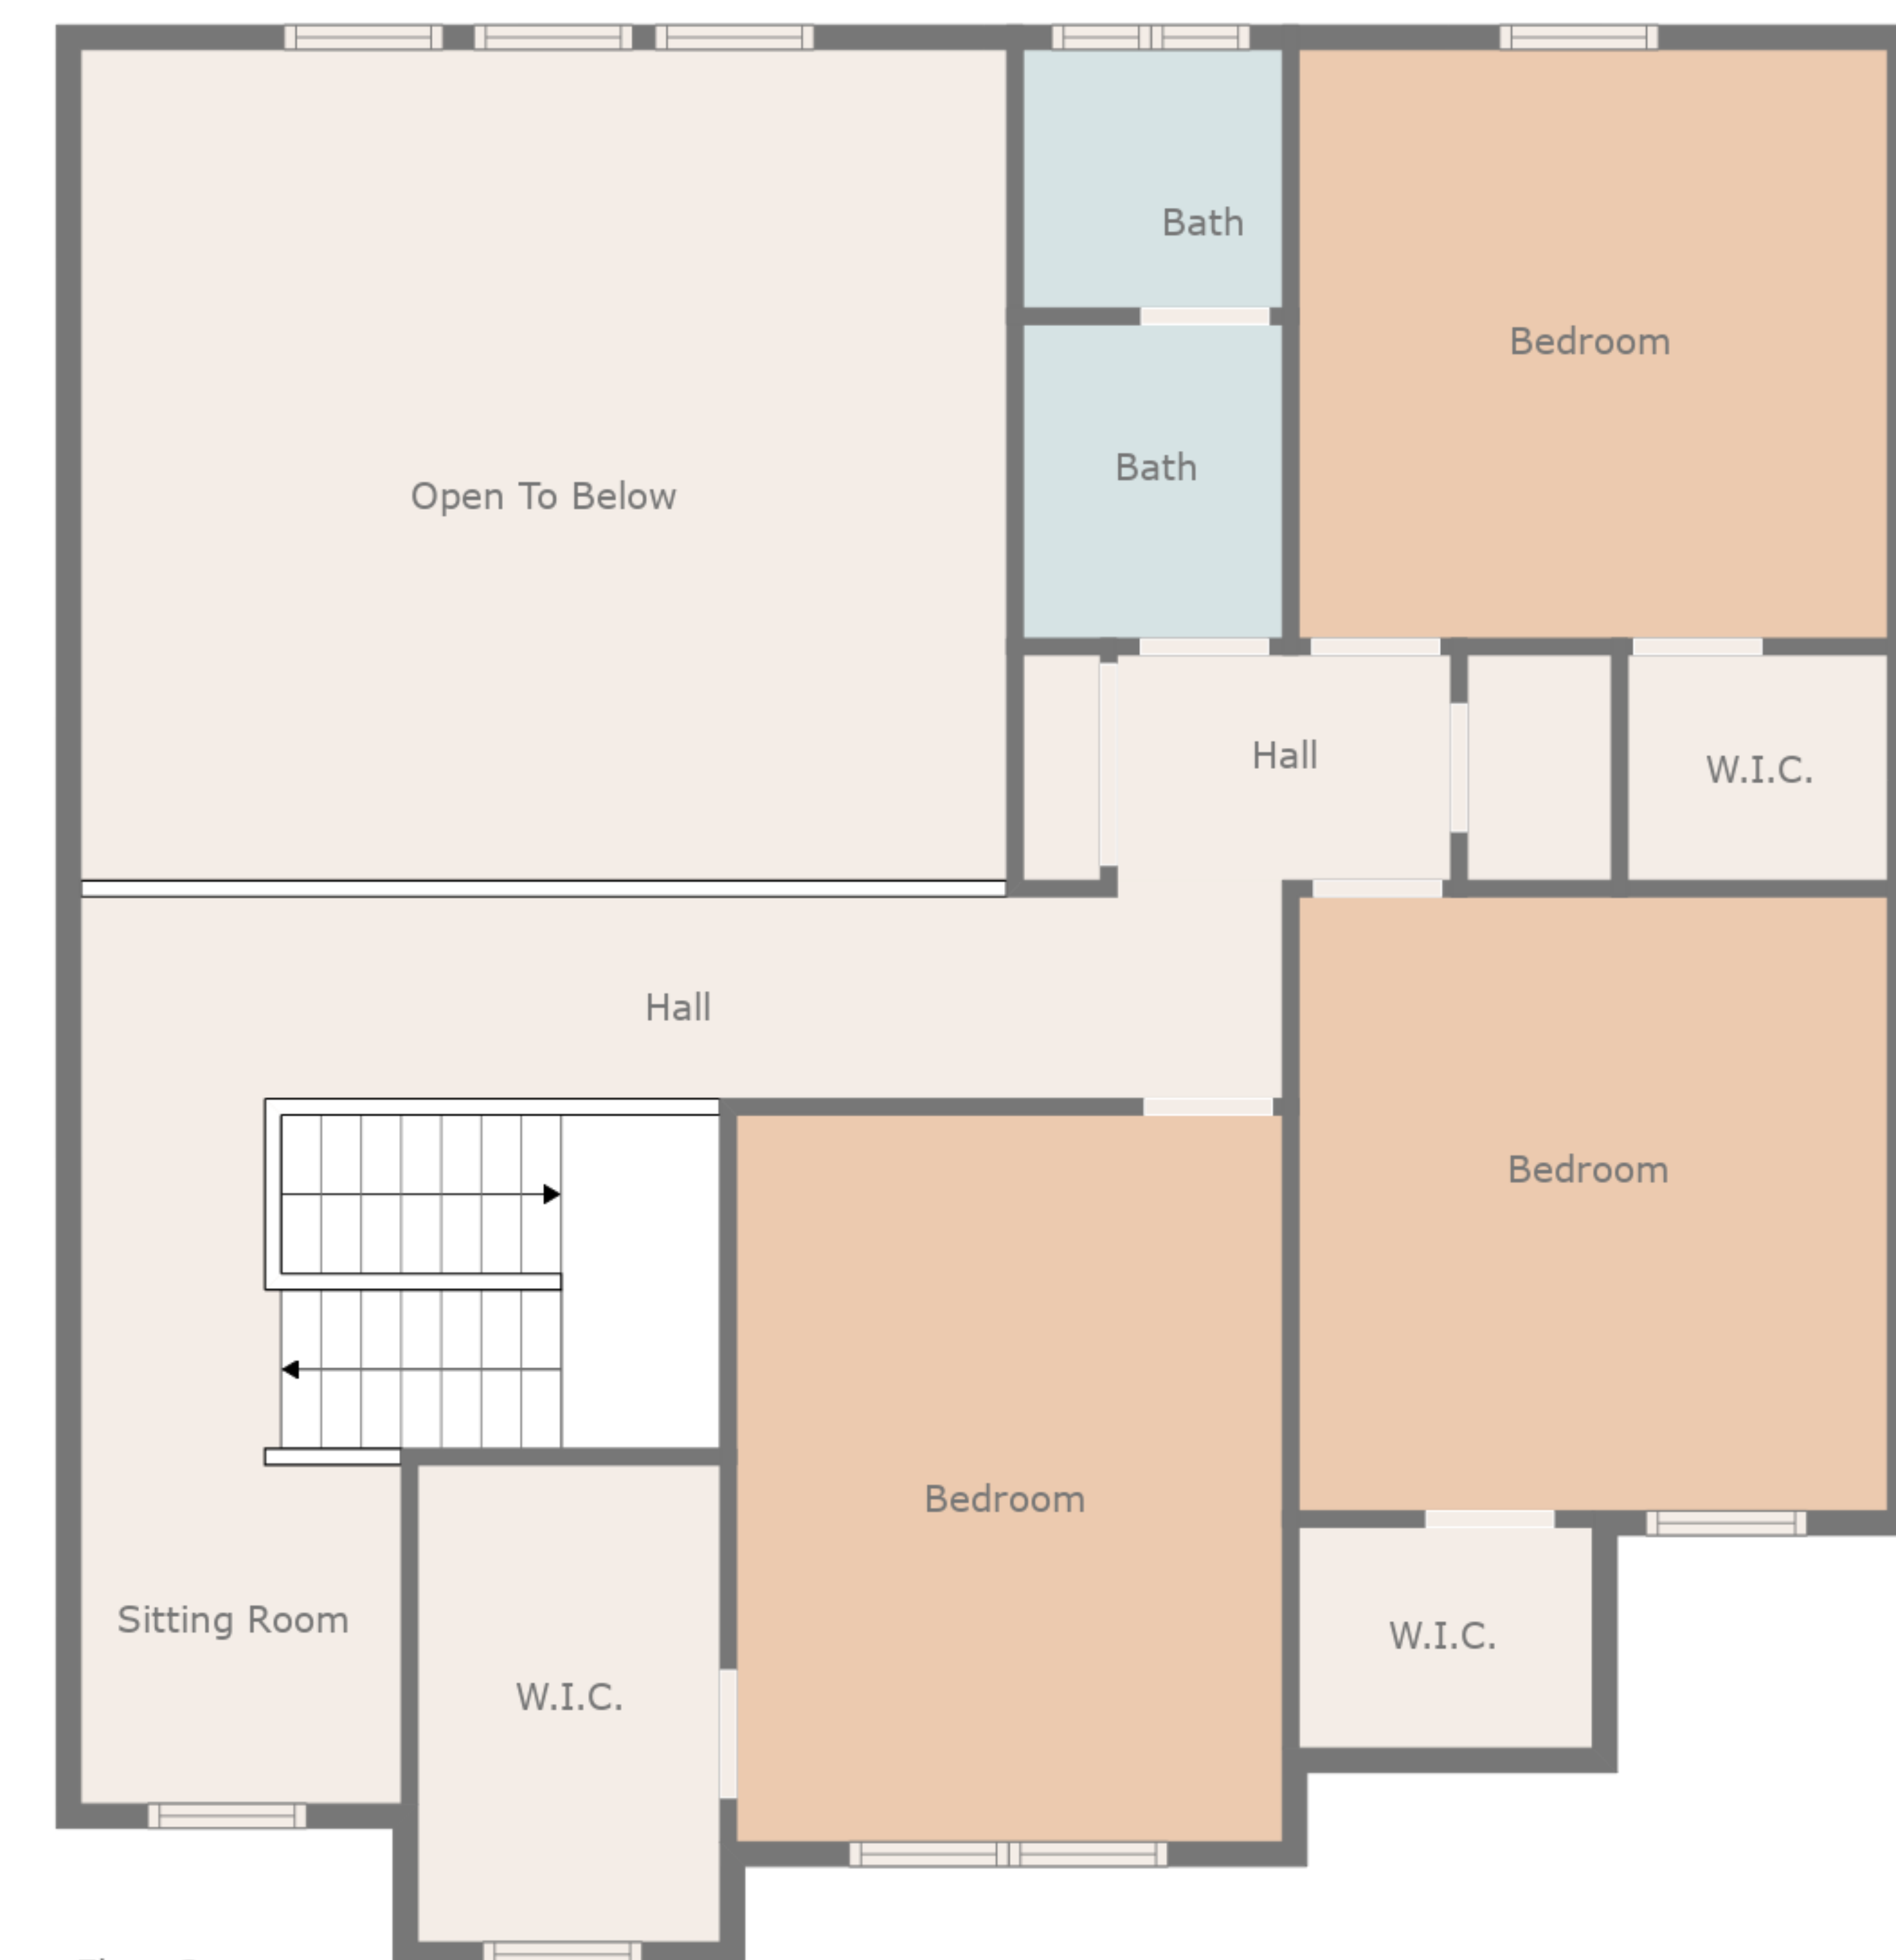 Bath
Bedroom
Bath
Open To Below
Hall
W.I.C.
Hall
Bedroom
Bedroom
Sitting Room
W.I.C.
W.I.C.